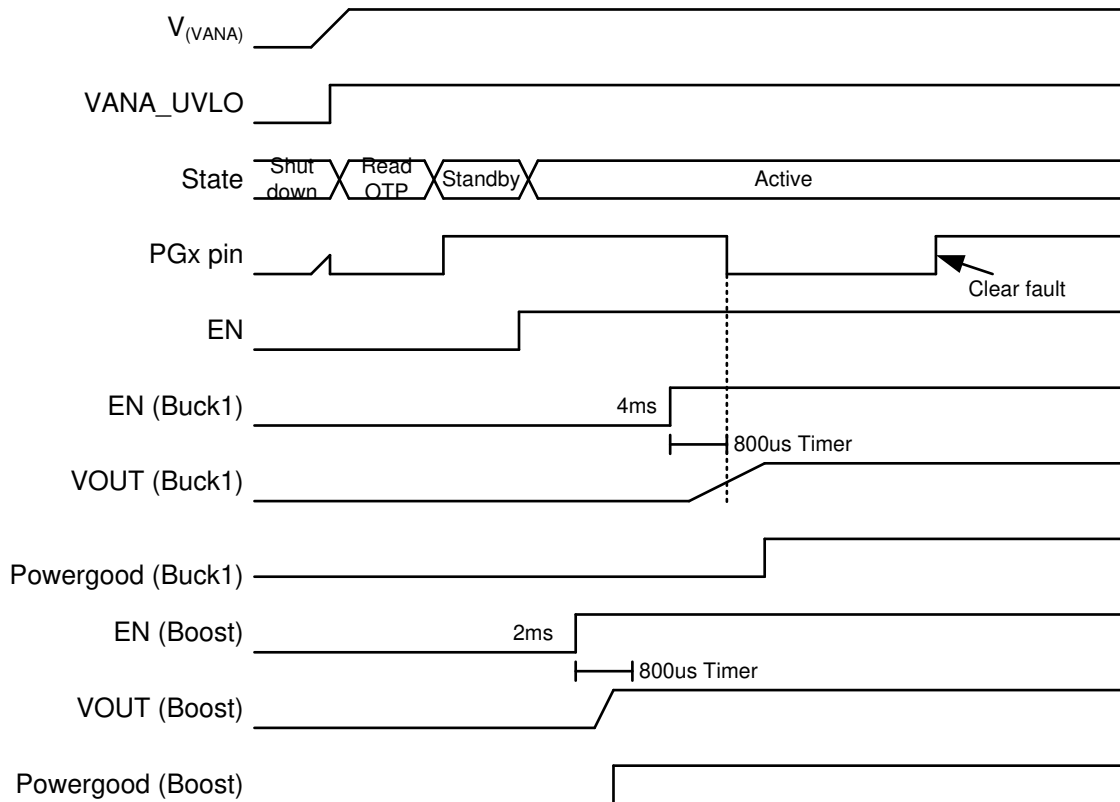 V(VANA)
VANA_UVLO
State
Shut
down
Read
OTP
Standby
Active
PGx pin
Clear fault
EN
EN (Buck1)
4ms
800us Timer
VOUT (Buck1)
Powergood (Buck1)
EN (Boost)
2ms
800us Timer
VOUT (Boost)
Powergood (Boost)